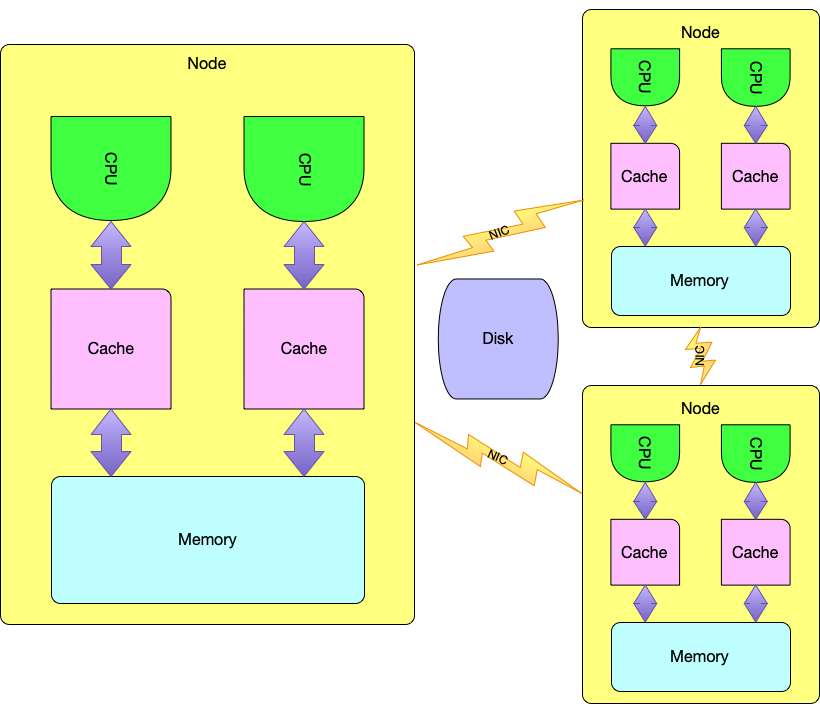 Node
CPU
CPU
Cache
Cache
Memory
NIC
Disk
NIC
Node
CPU
CPU
Cache
Cache
Memory
NIC
Node
CPU
CPU
Cache
Cache
Memory